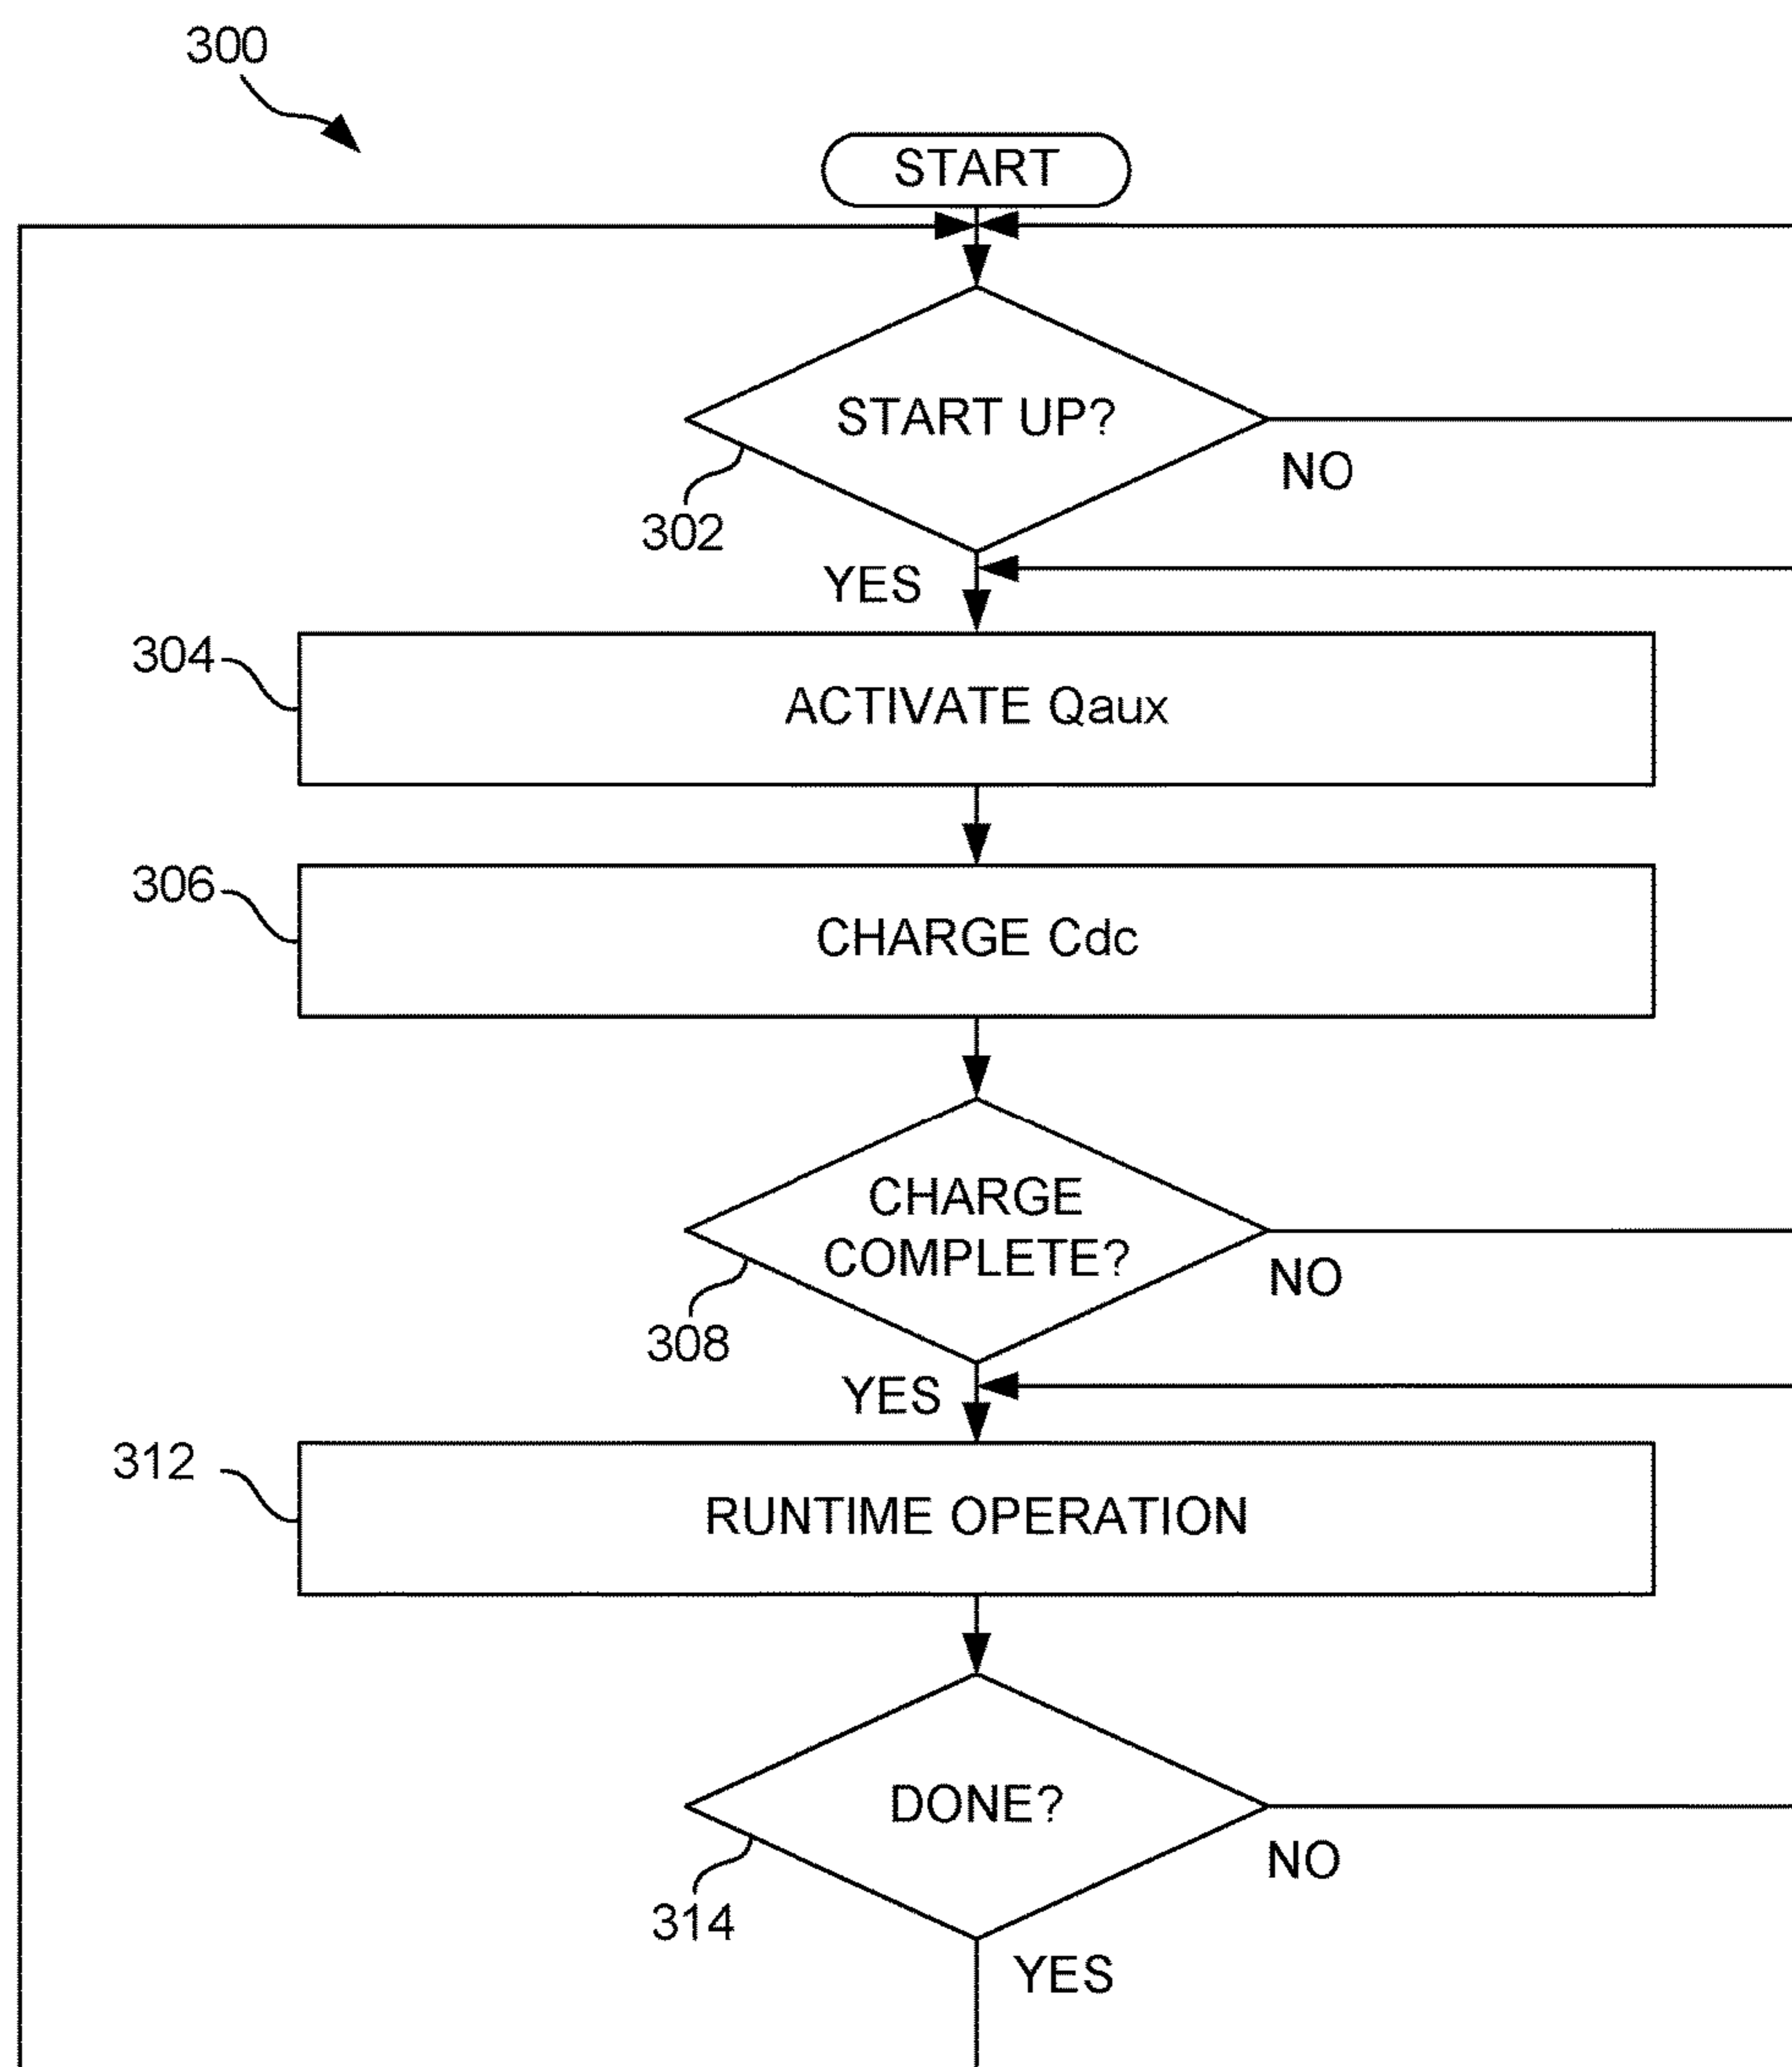 300
START
START UP?
NO
302
YES
304
ACTIVATE Qaux
306
CHARGE Cdc
CHARGE
COMPLETE?
NO
308
YES
312
RUNTIME OPERATION
DONE?
NO
314
YES